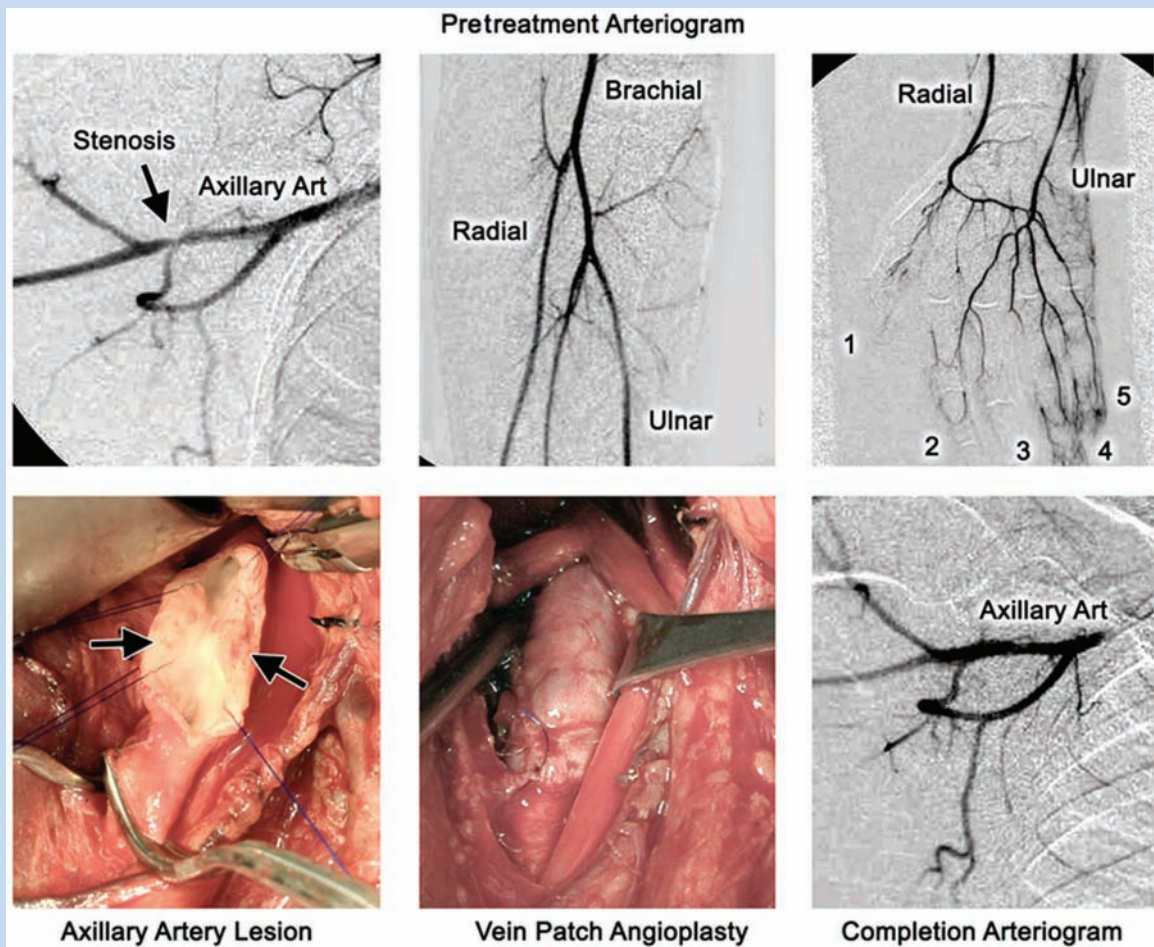 Pretreatment Arteriogram
Stenosis
Axillary Art
Brachial
Radial
Ulnar
Radial
Ulnar
1
2
3
4
5
Axillary Art
Axillary Artery Lesion
Vein Patch Angioplasty
Completion Arteriogram